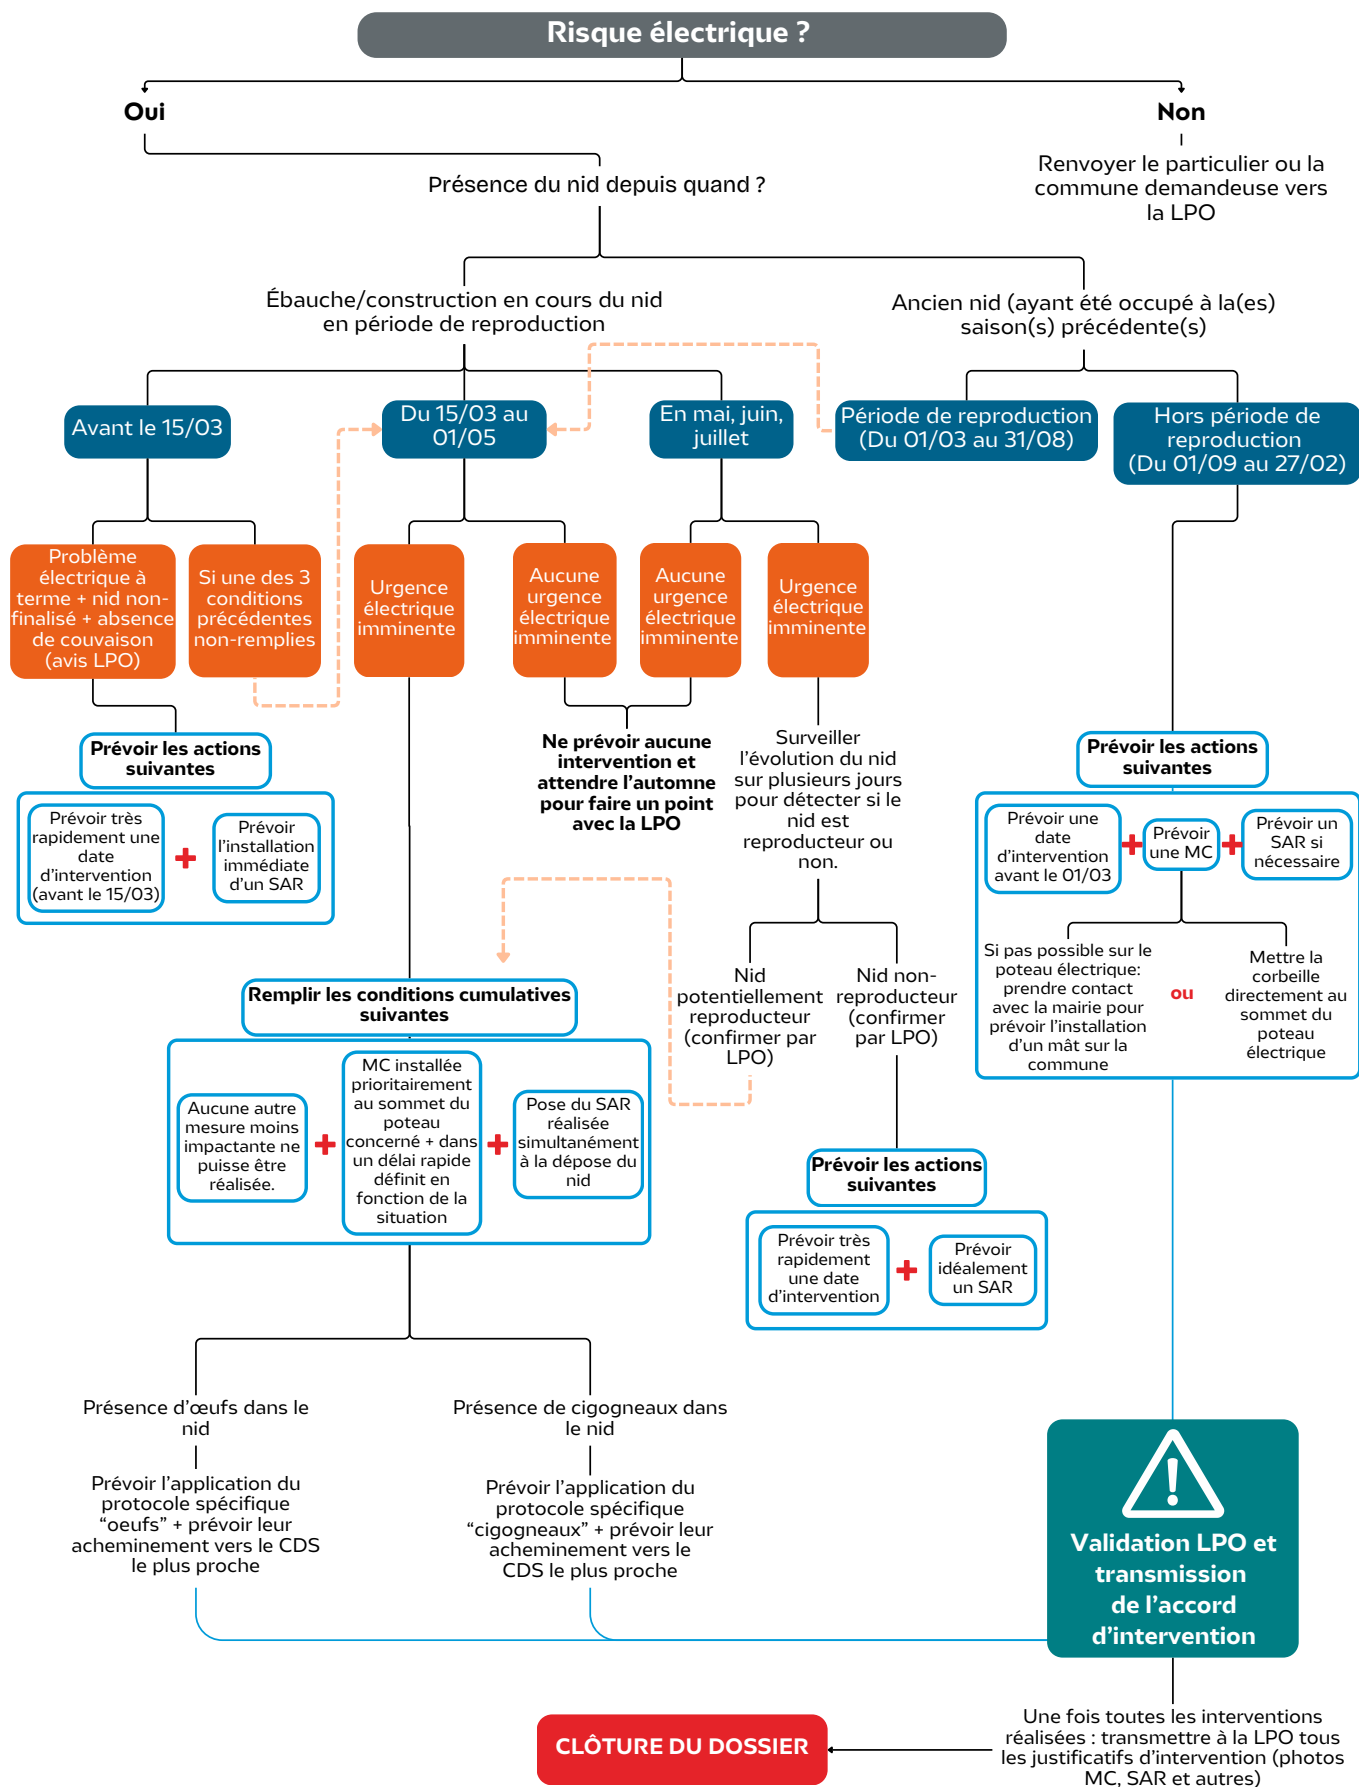 Risque électrique ?
Oui
Non
Renvoyer le particulier ou la
commune demandeuse vers
la LPO
Présence du nid depuis quand ?
Ébauche/construction en cours du nid
en période de reproduction
Ancien nid (ayant été occupé à la(es)
saison(s) précédente(s)
Avant le 15/03
Du 15/03 au
01/05
En mai, juin,
juillet
Période de reproduction
(Du 01/03 au 31/08)
Hors période de
reproduction
(Du 01/09 au 27/02)
Problème
électrique à
terme + nid non-
finalisé + absence
de couvaison
(avis LPO)
Si une des 3
conditions
précédentes
non-remplies
Urgence
électrique
imminente
Aucune
urgence
électrique
imminente
Aucune
urgence
électrique
imminente
Urgence
électrique
imminente
Prévoir les actions
suivantes
Prévoir très
rapidement une
date
d'intervention
(avant le 15/03)
Prévoir
l'installation
immédiate
d'un SAR
Ne prévoir aucune
intervention et
attendre l'automne
pour faire un point
avec la LPO
Surveiller
l'évolution du nid
sur plusieurs jours
pour détecter si le
nid est
reproducteur ou
non.
Prévoir les actions
suivantes
Prévoir une
date
d'intervention
avant le 01/03
Prévoir
une MC
Prévoir un
SAR si
nécessaire
Si pas possible sur le
poteau électrique:
prendre contact
avec la mairie pour
prévoir l'installation
d'un mât sur la
commune
ou
Mettre la
corbeille
directement au
sommet du
poteau
électrique
Nid
potentiellement
reproducteur
(confirmer par
LPO)
Nid non-
reproducteur
(confirmer
par LPO)
Remplir les conditions cumulatives
suivantes
Aucune autre
mesure moins
impactante ne
puisse être
réalisée.
MC installée
prioritairement
au sommet du
poteau
concerné + dans
un délai rapide
définit en
fonction de la
situation
Pose du SAR
réalisée
simultanément
à la dépose du
nid
Prévoir les actions
suivantes
Prévoir très
rapidement
une date
d'intervention
Prévoir
idéalement
un SAR
Présence d'œufs dans le
nid
Présence de cigogneaux dans
le nid
Prévoir l'application du
protocole spécifique
“oeufs” + prévoir leur
acheminement vers le CDS
le plus proche
Prévoir l'application du
protocole spécifique
“cigogneaux” + prévoir leur
acheminement vers le
CDS le plus proche
Validation LPO et
transmission
de l'accord
d'intervention
Une fois toutes les interventions
réalisées : transmettre à la LPO tous
les justificatifs d'intervention (photos
MC, SAR et autres)
CLÔTURE DU DOSSIER